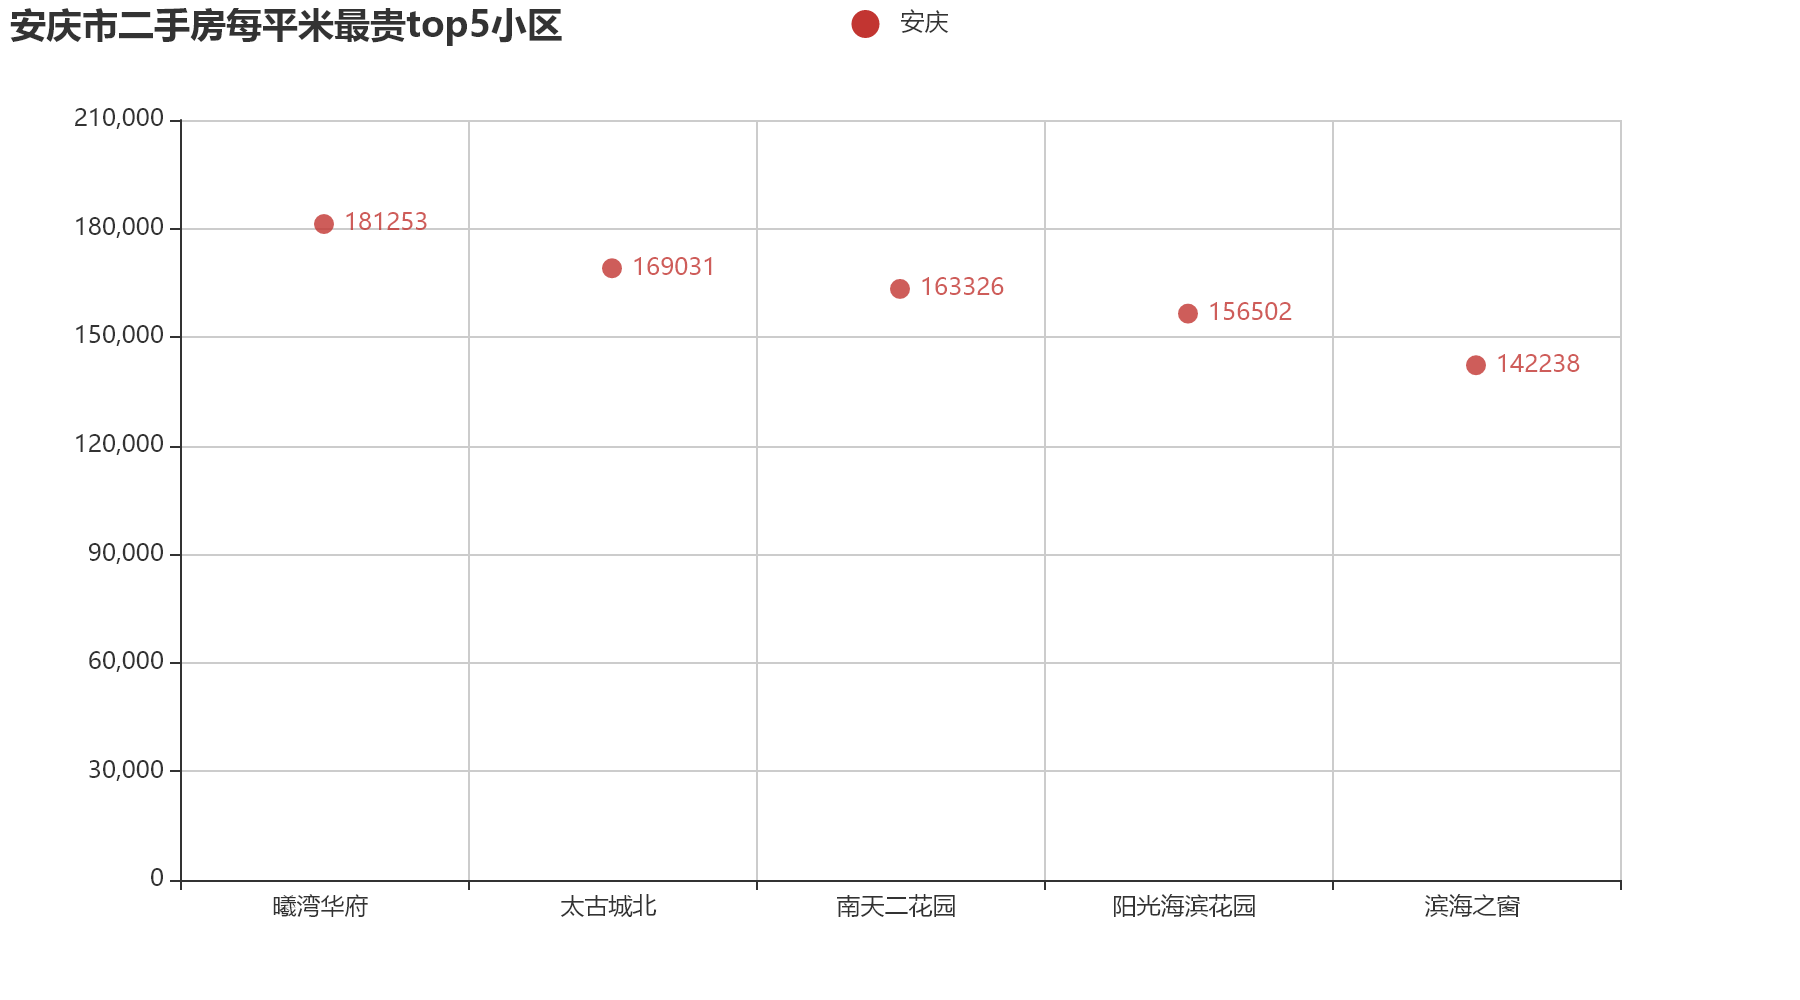 安庆市二手房每平米最贵top5小区
安庆
210,000
180,000
150,000
120,000
90,000
60,000
30,000
0
181253
169031
163326
156502
142238
曦湾华府
太古城北
南天二花园
阳光海滨花园
滨海之窗